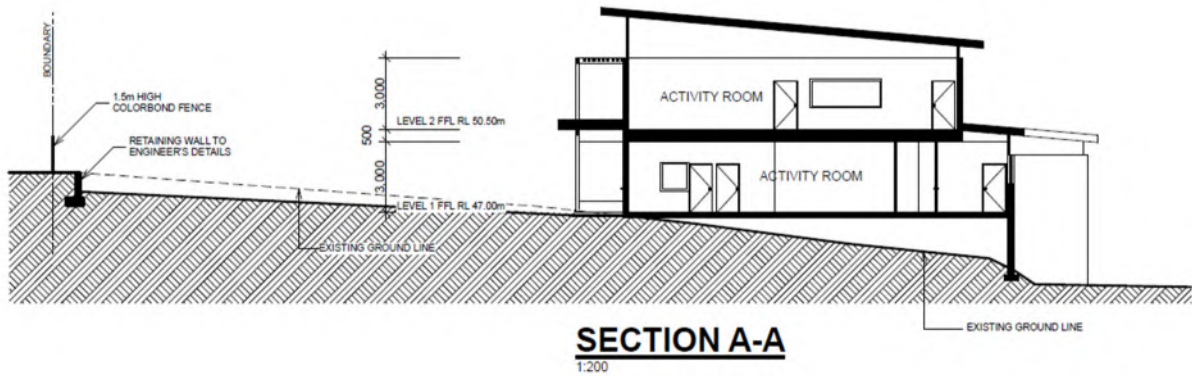 BOUNDARY
1.5m HIGH
COLORBOND FENCE
RETAINING WALL TO
ENGINEER'S DETAILS
3,000
500
3,000
LEVEL 2 FFL RL 50.50m
LEVEL 1 FFL RL 47.00m
ACTIVITY ROOM
ACTIVITY ROOM
EXISTING GROUND LINE
EXISTING GROUND LINE
SECTION A-A
1:200